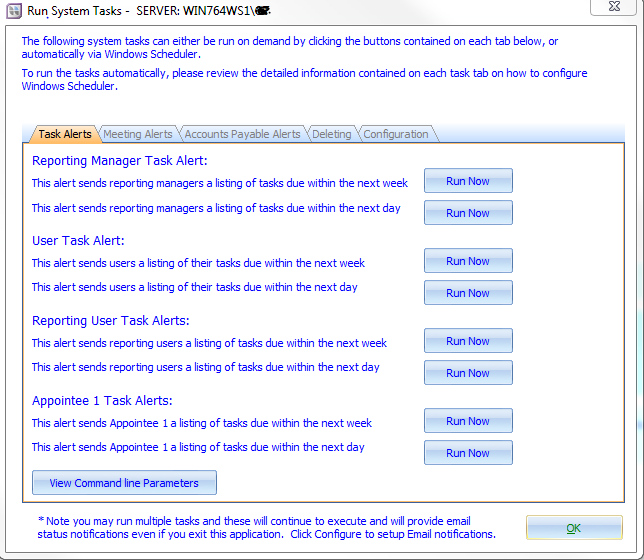 Run System Tasks - SERVER: WIN764WS1\
The following system tasks can either be run on demand by clicking the buttons contained on each tab below, or
automatically via Windows Scheduler.
To run the tasks automatically, please review the detailed information contained on each task tab on how to configure
Windows Scheduler.
Task Alerts Meeting Alerts Accounts Payable Alerts Deleting Configuration
Reporting Manager Task Alert:
This alert sends reporting managers a listing of tasks due within the next week Run Now
This alert sends reporting managers a listing of tasks due within the next day Run Now
User Task Alert:
This alert sends users a listing of their tasks due within the next week Run Now
This alert sends users a listing of their tasks due within the next day Run Now
Reporting User Task Alerts:
This alert sends reporting users a listing of tasks due within the next week Run Now
This alert sends reporting users a listing of tasks due within the next day Run Now
Appointee 1 Task Alerts:
This alert sends Appointee 1 a listing of tasks due within the next week Run Now
This alert sends Appointee 1 a listing of tasks due within the next day Run Now
View Command line Parameters
* Note you may run multiple tasks and these will continue to execute and will provide email
status notifications even if you exit this application. Click Configure to setup Email notifications.
OK